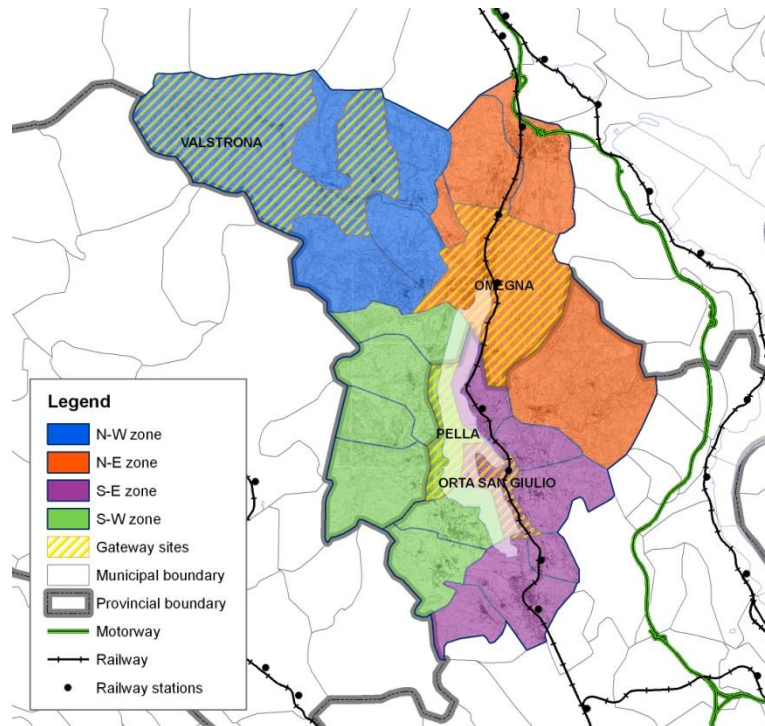 VALSTRONA
OMEGNA
PELLA
ORTA SAN GIULIO
Legend
N-W zone
N-E zone
S-E zone
S-W zone
Gateway sites
Municipal boundary
Provincial boundary
Motorway
Railway
Railway stations